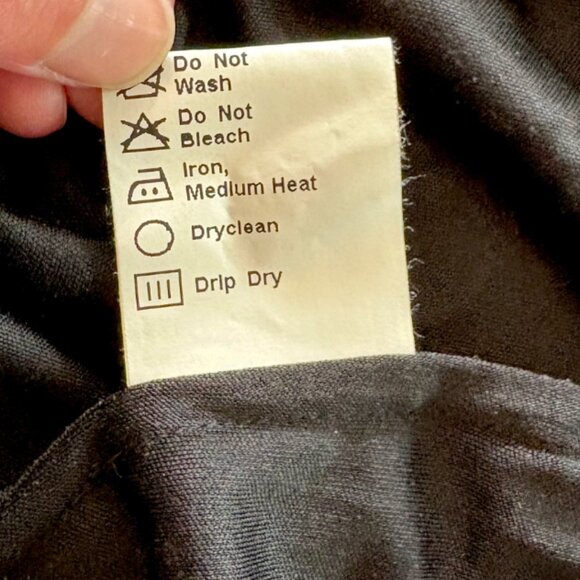 Do Not
Wash
Do Not
Bleach
Iron,
Medium Heat
Dryclean
Drip Dry